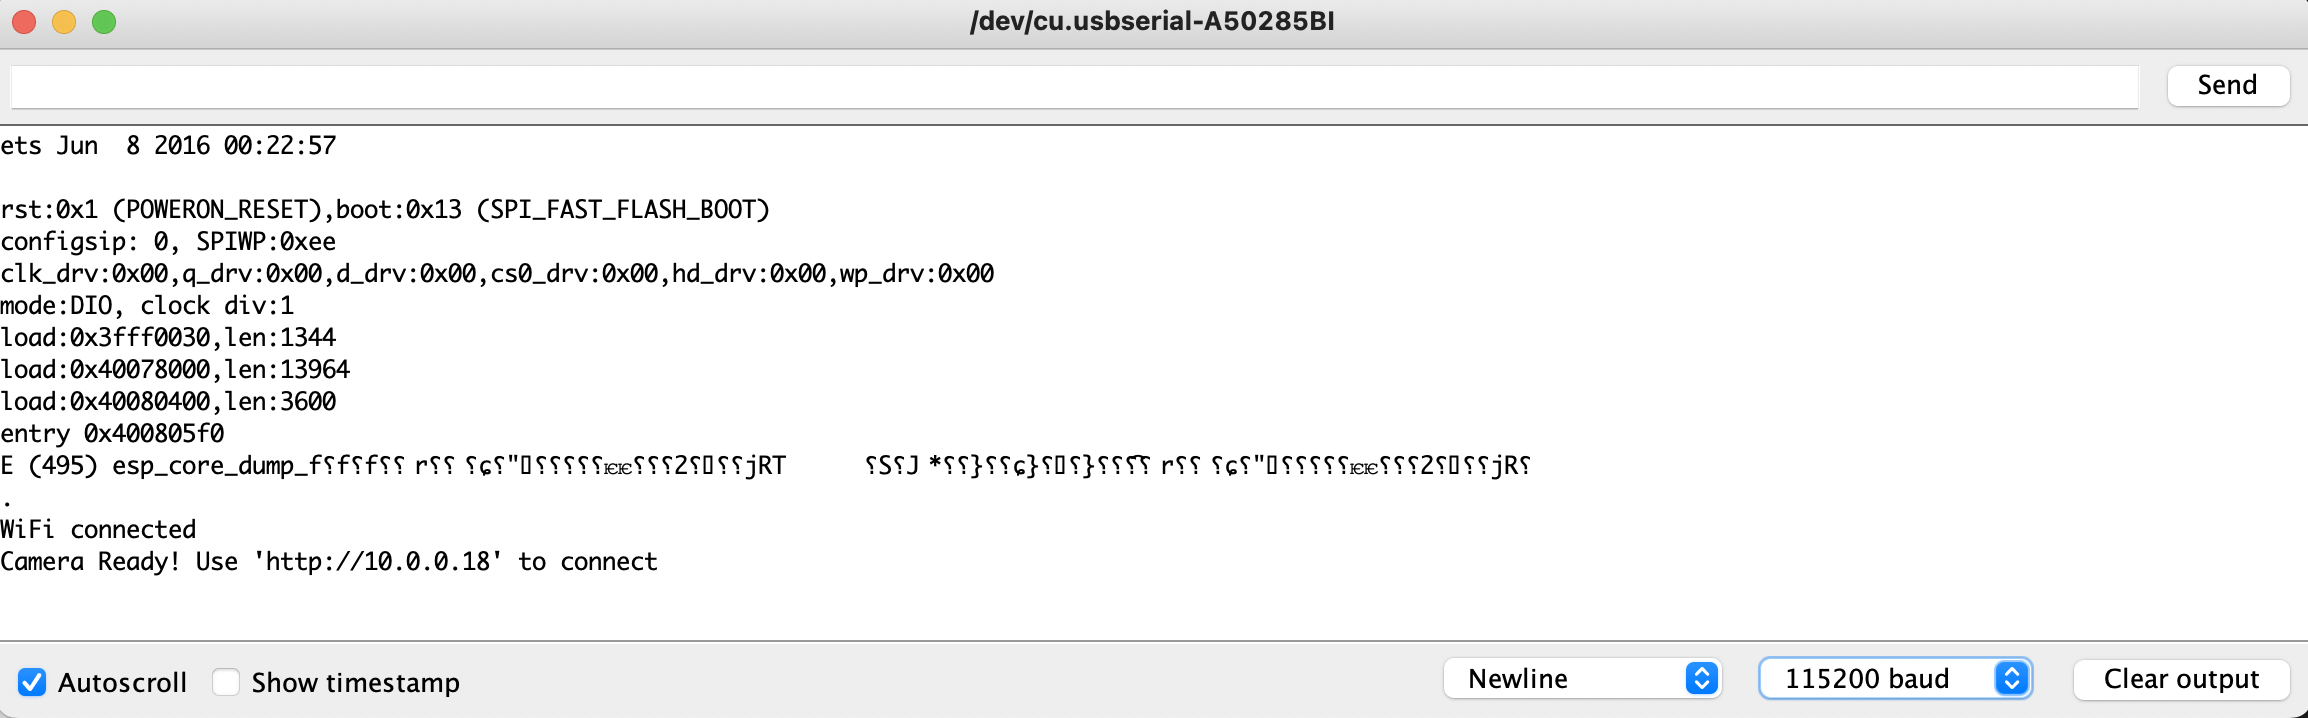 /dev/cu.usbserial-A50285BI
Send
ets Jun  8 2016 00:22:57
rst:0x1 (POWERON_RESET),boot:0x13 (SPI_FAST_FLASH_BOOT)
configsip: 0, SPIWP:0xee
clk_drv:0x00,q_drv:0x00,d_drv:0x00,cs0_drv:0x00,hd_drv:0x00,wp_drv:0x00
mode:DIO, clock div:1
load:0x3fff0030,len:1344
load:0x40078000,len:13964
load:0x40080400,len:3600
entry 0x400805f0
E (495) esp_core_dump_f
.
WiFi connected
Camera Ready! Use 'http://10.0.0.18' to connect
Autoscroll
Show timestamp
Newline
115200 baud
Clear output